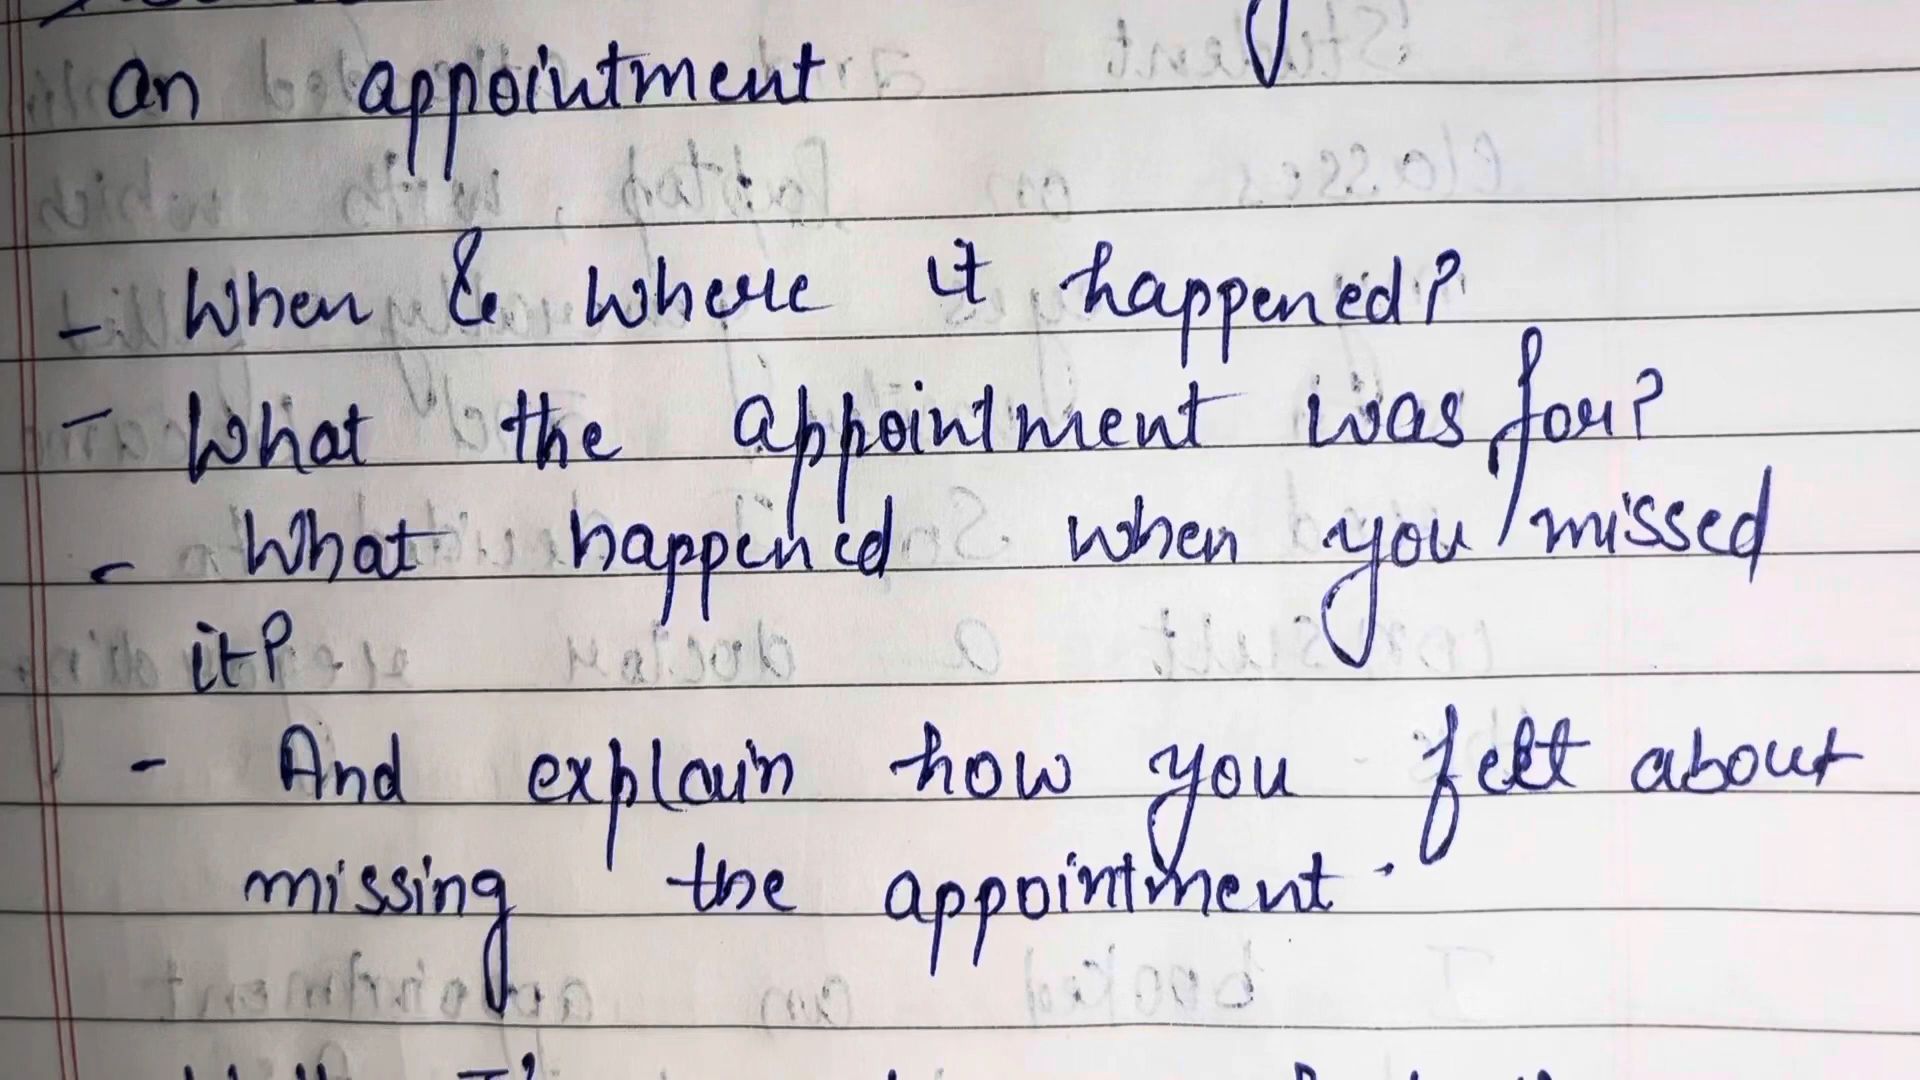 an appointment
- When & where it happened?
- What the appointment was for?
- What happened when you missed
it?
- And explain how you felt about
missing the appointment.